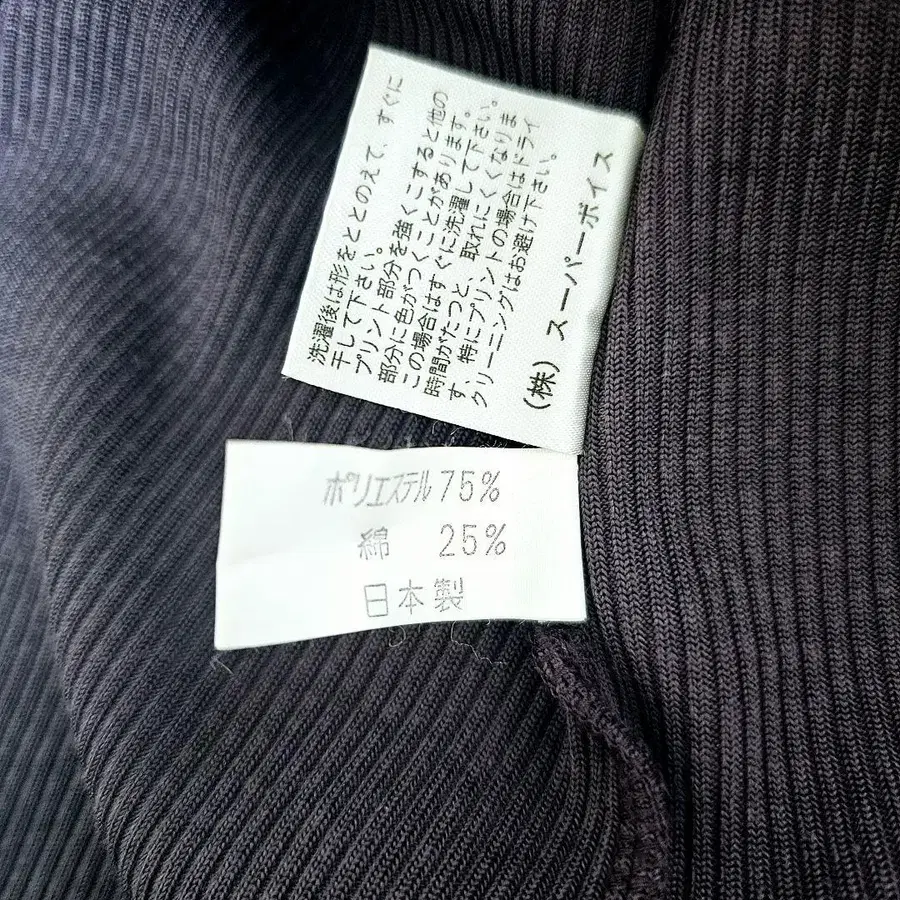 洗濯後は形をととのえて、すぐに
干して下さい。
プリント部分を強くこすると他の
部分に色がつくことがあります。
この場合はすぐに洗濯して下さい。
時間がたつと、取れにくくなりま
す、特にプリントの場合はドライ
クリーニングはお避け下さい。
(株) スーパーボイス
ポリエステル 75%
綿 25%
日本製